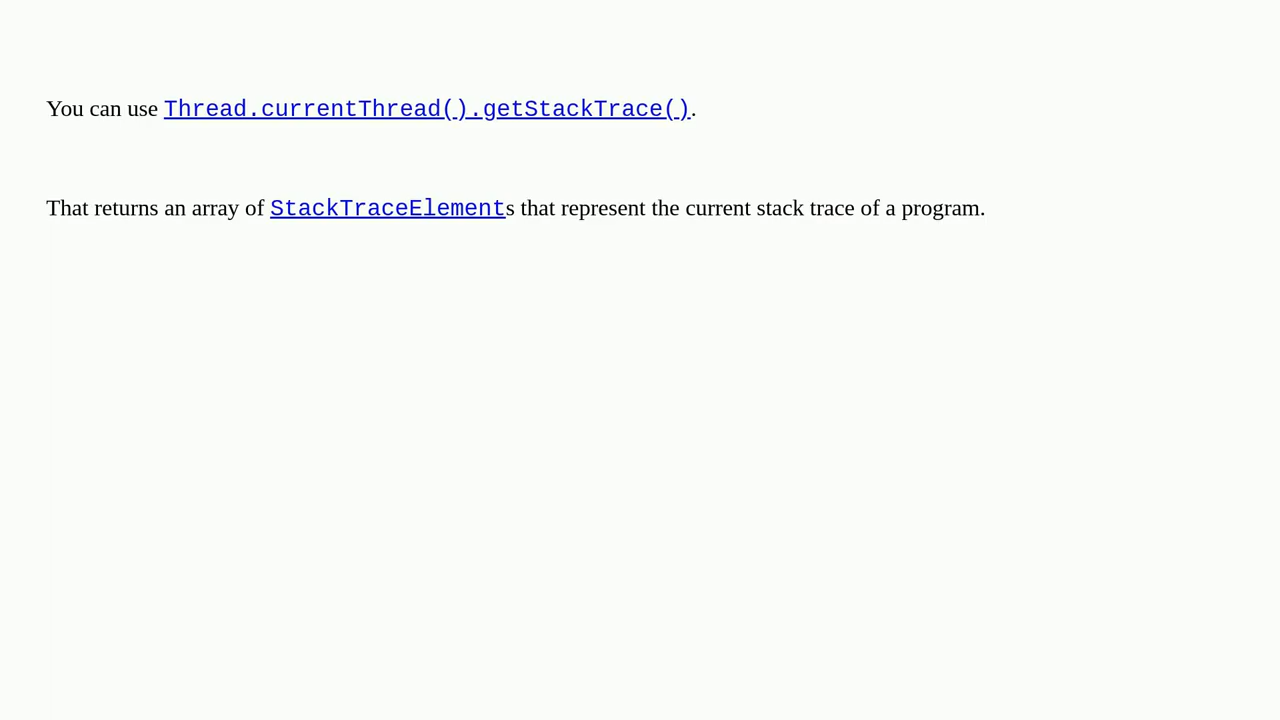 You can use Thread.currentThread().getStackTrace().
That returns an array of StackTraceElements that represent the current stack trace of a program.